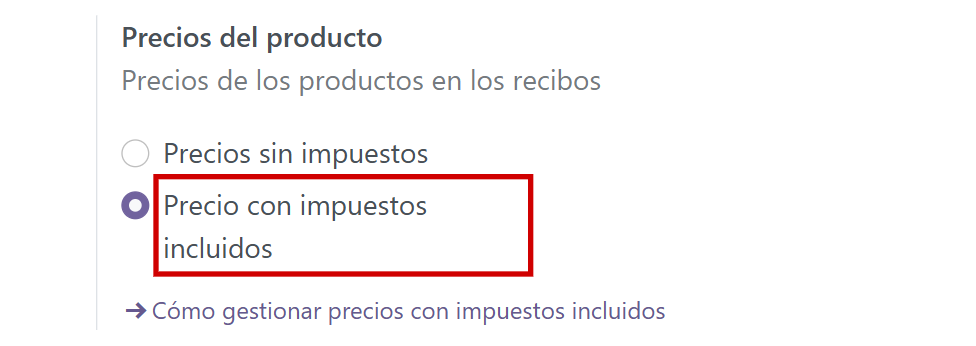 Precios del producto
Precios de los productos en los recibos
Precios sin impuestos
Precio con impuestos
incluidos
→ Cómo gestionar precios con impuestos incluidos